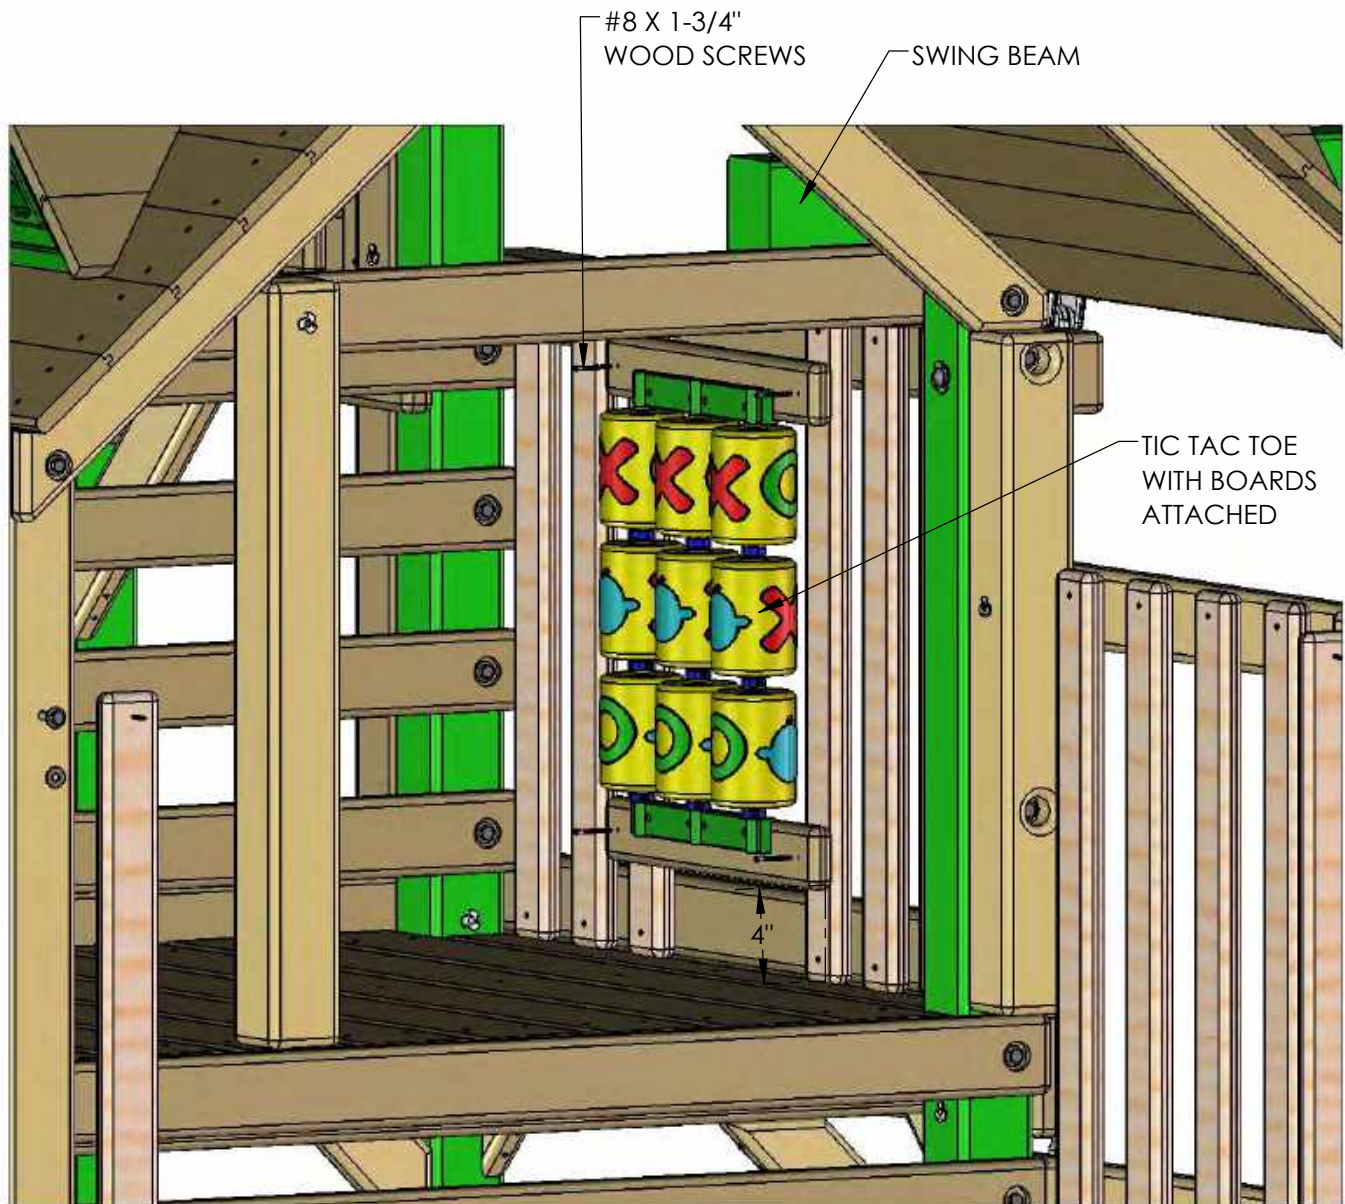 #8 X 1-3/4"
WOOD SCREWS
SWING BEAM
TIC TAC TOE
WITH BOARDS
ATTACHED
4"